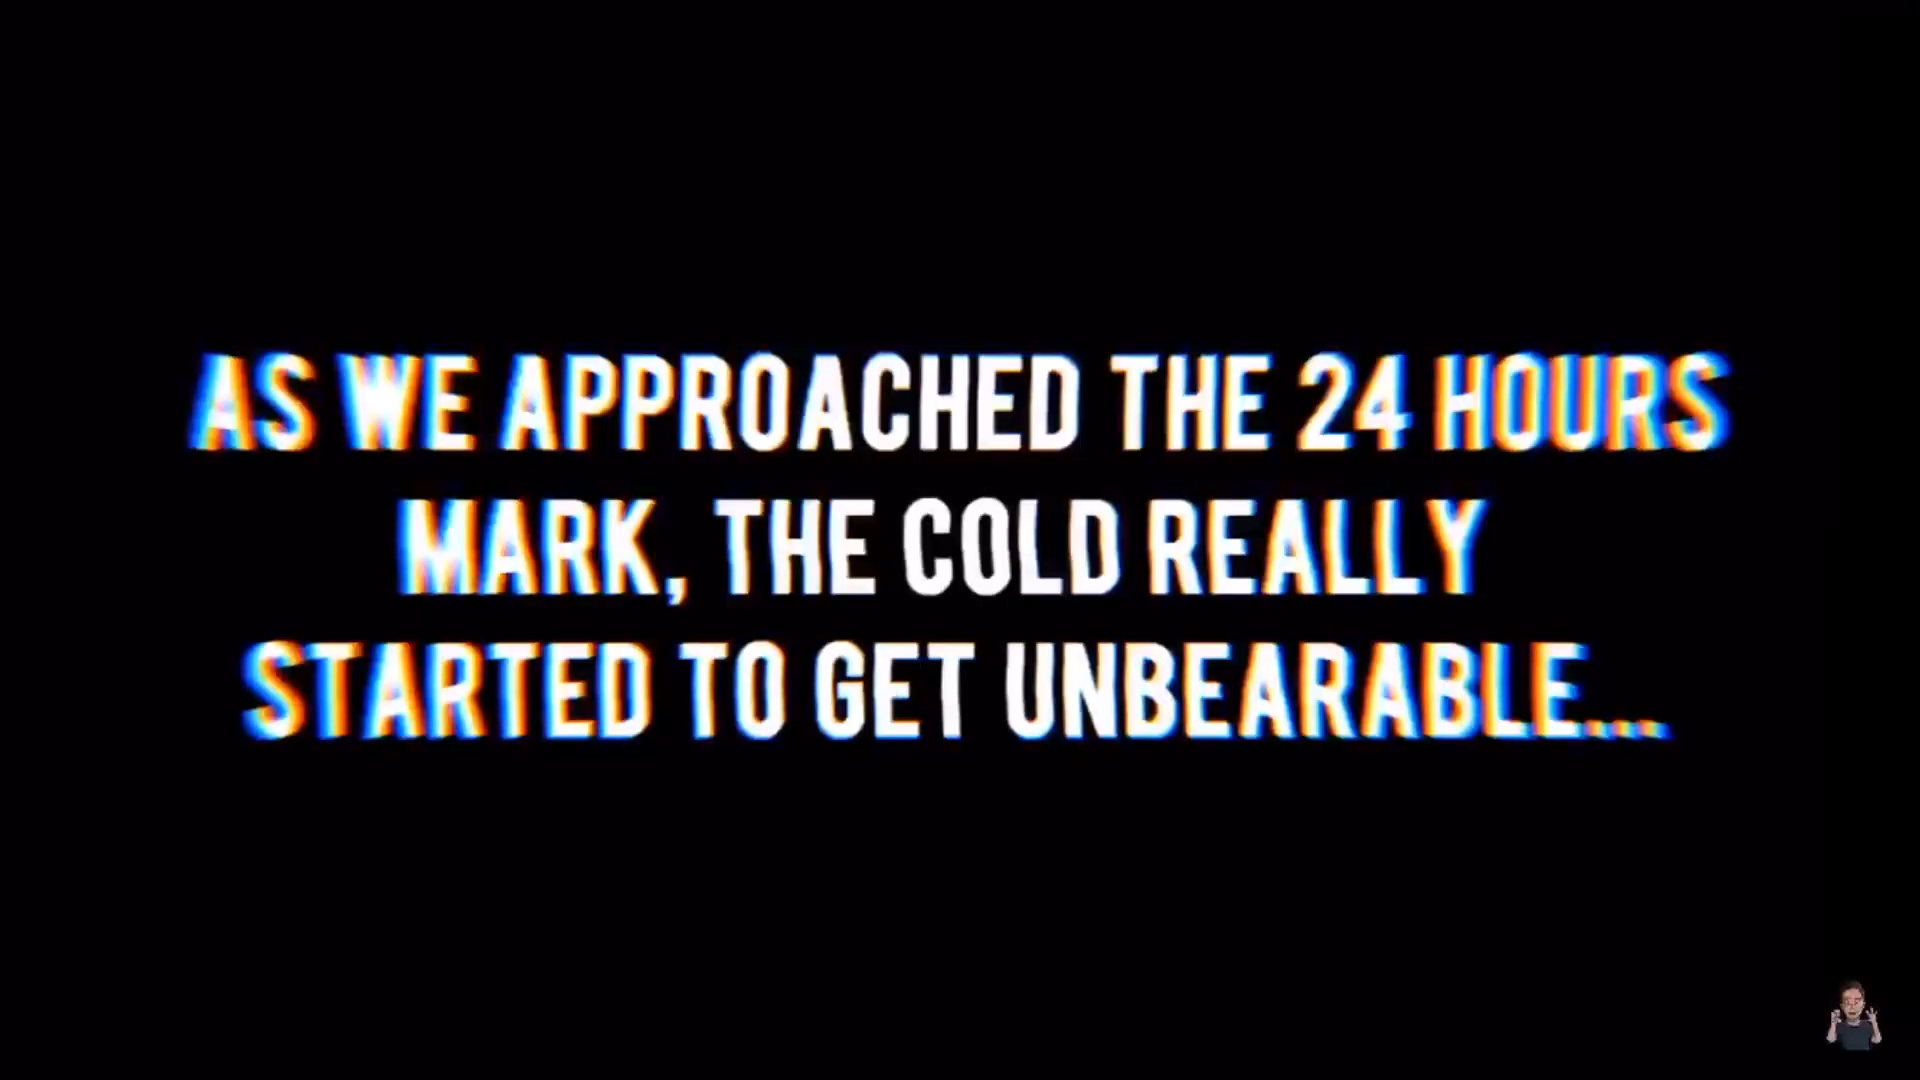 AS WE APPROACHED THE 24 HOURS
MARK, THE COLD REALLY
STARTED TO GET UNBEARABLE...